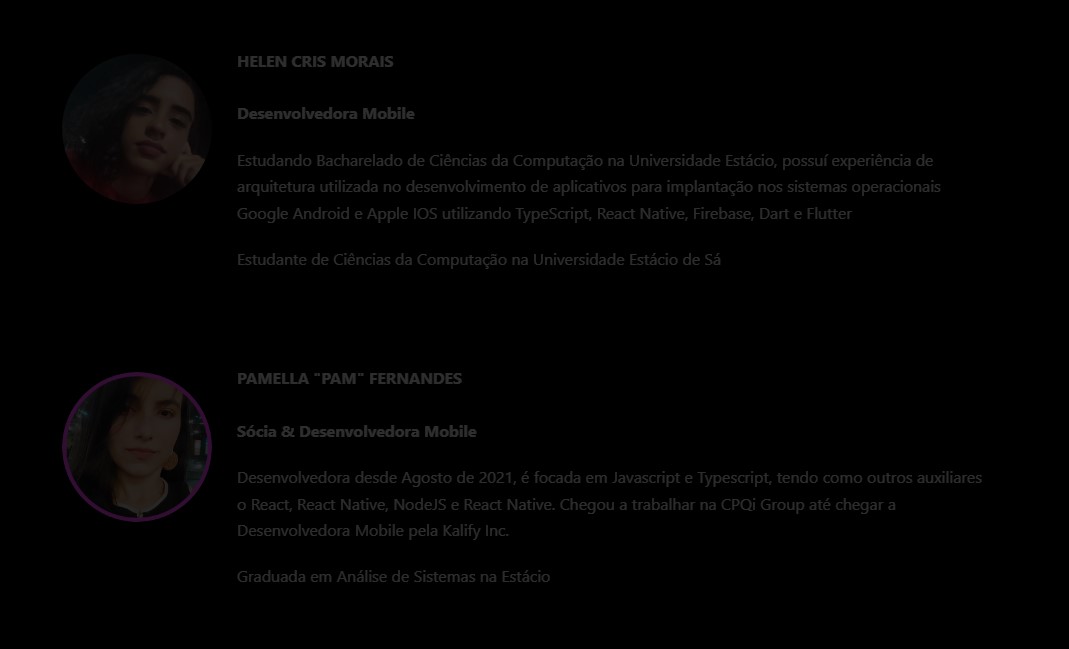 HELEN CRIS MORAIS
Desenvolvedora Mobile
Estudando Bacharelado de Ciências da Computação na Universidade Estácio, possuí experiência de
arquitetura utilizada no desenvolvimento de aplicativos para implantação nos sistemas operacionais
Google Android e Apple IOS utilizando TypeScript, React Native, Firebase, Dart e Flutter
Estudante de Ciências da Computação na Universidade Estácio de Sá
PAMELLA "PAM" FERNANDES
Sócia & Desenvolvedora Mobile
Desenvolvedora desde Agosto de 2021, é focada em Javascript e Typescript, tendo como outros auxiliares
o React, React Native, NodeJS e React Native. Chegou a trabalhar na CPQi Group até chegar a
Desenvolvedora Mobile pela Kalify Inc.
Graduada em Análise de Sistemas na Estácio